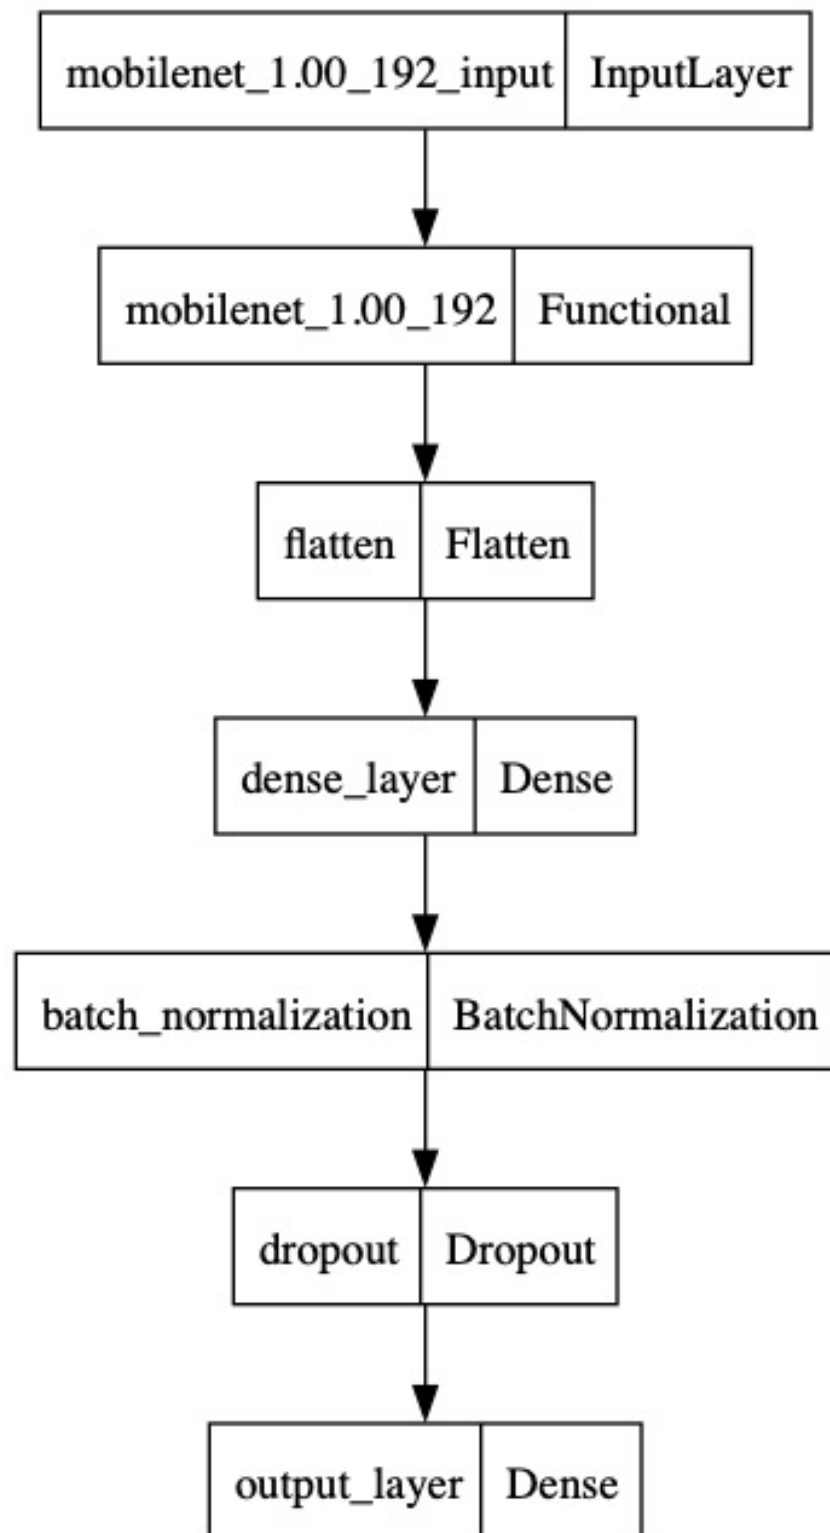 mobilenet_1.00_192_input InputLayer
mobilenet_1.00_192 Functional
flatten Flatten
dense_layer Dense
batch_normalization BatchNormalization
dropout Dropout
output_layer Dense